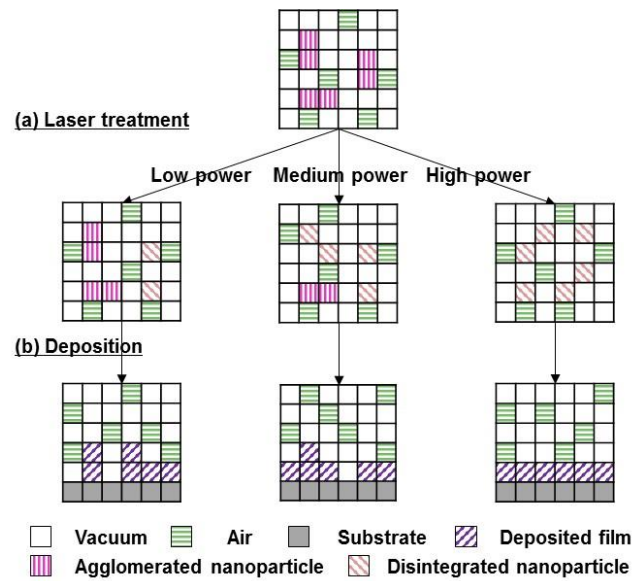 (a) Laser treatment
Low power Medium power High power
(b) Deposition
Vacuum Air Substrate Deposited film
Agglomerated nanoparticle Disintegrated nanoparticle